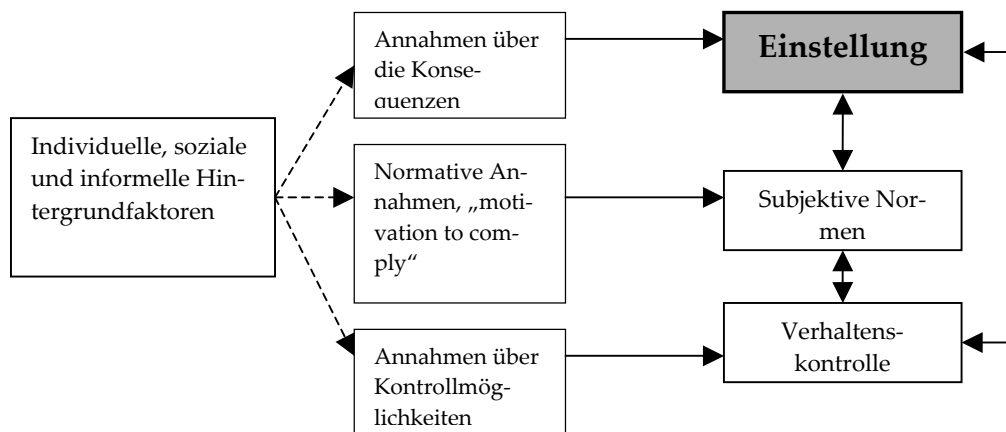 Individuelle, soziale
und informelle Hin-
tergrundfaktoren
Annahmen über
die Konse-
quenzen
Normative An-
nahmen, „moti-
vation to com-
ply“
Annahmen über
Kontrollmög-
lichkeiten
Einstellung
Subjektive Nor-
men
Verhaltens-
kontrolle